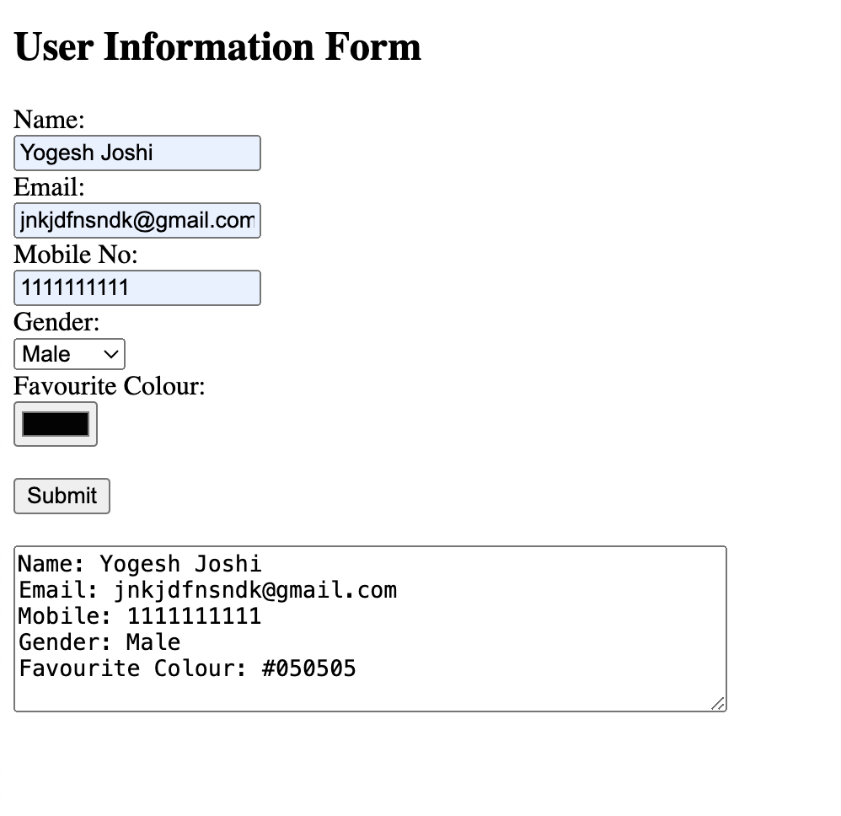 User Information Form
Name:
Yogesh Joshi
Email:
jnkjdfnsndk@gmail.com
Mobile No:
1111111111
Gender:
Male
Favourite Colour:
Submit
Name: Yogesh Joshi
Email: jnkjdfnsndk@gmail.com
Mobile: 1111111111
Gender: Male
Favourite Colour: #050505